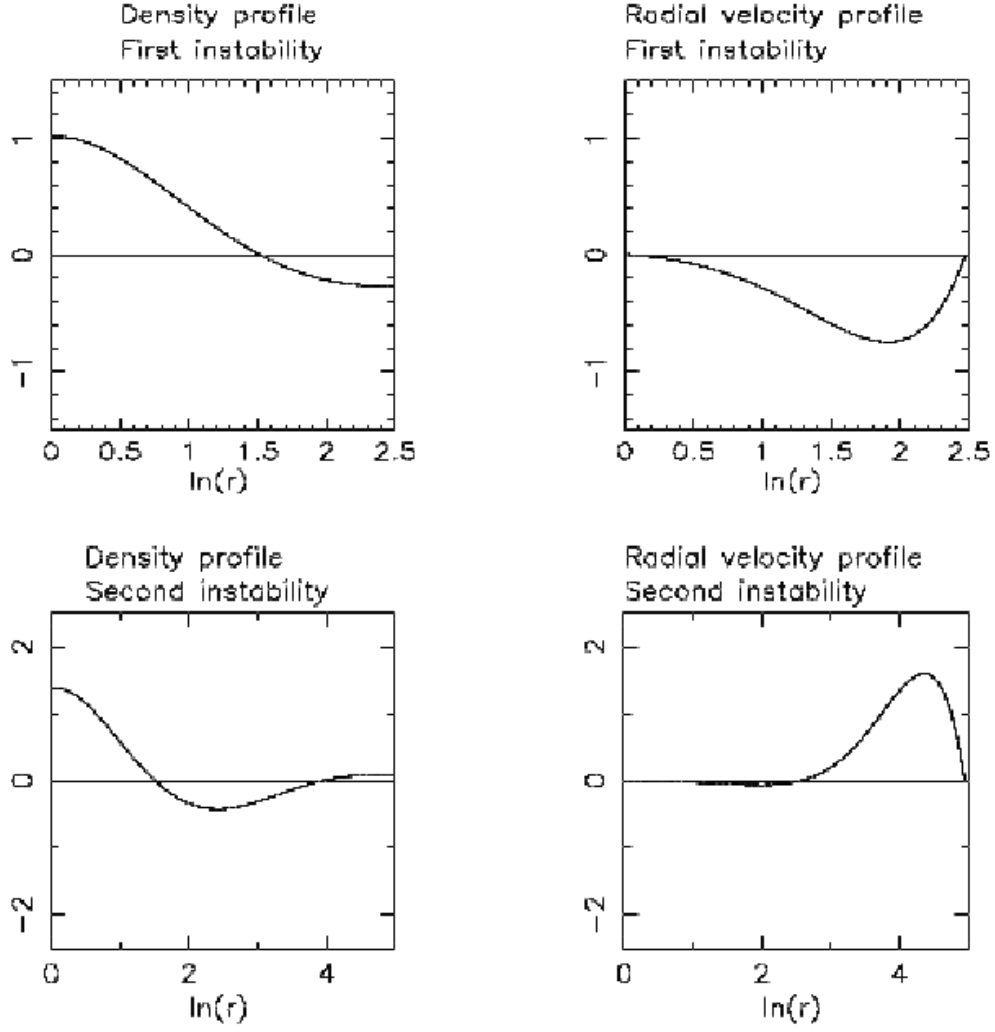 Density profile
First instability
Radial velocity profile
First instability
1
0
−1
0 0.5 1 1.5 2 2.5
ln(r)
1
0
−1
0 0.5 1 1.5 2 2.5
ln(r)
Density profile
Second instability
Radial velocity profile
Second instability
2
0
−2
0 2 4
ln(r)
2
0
−2
0 2 4
ln(r)